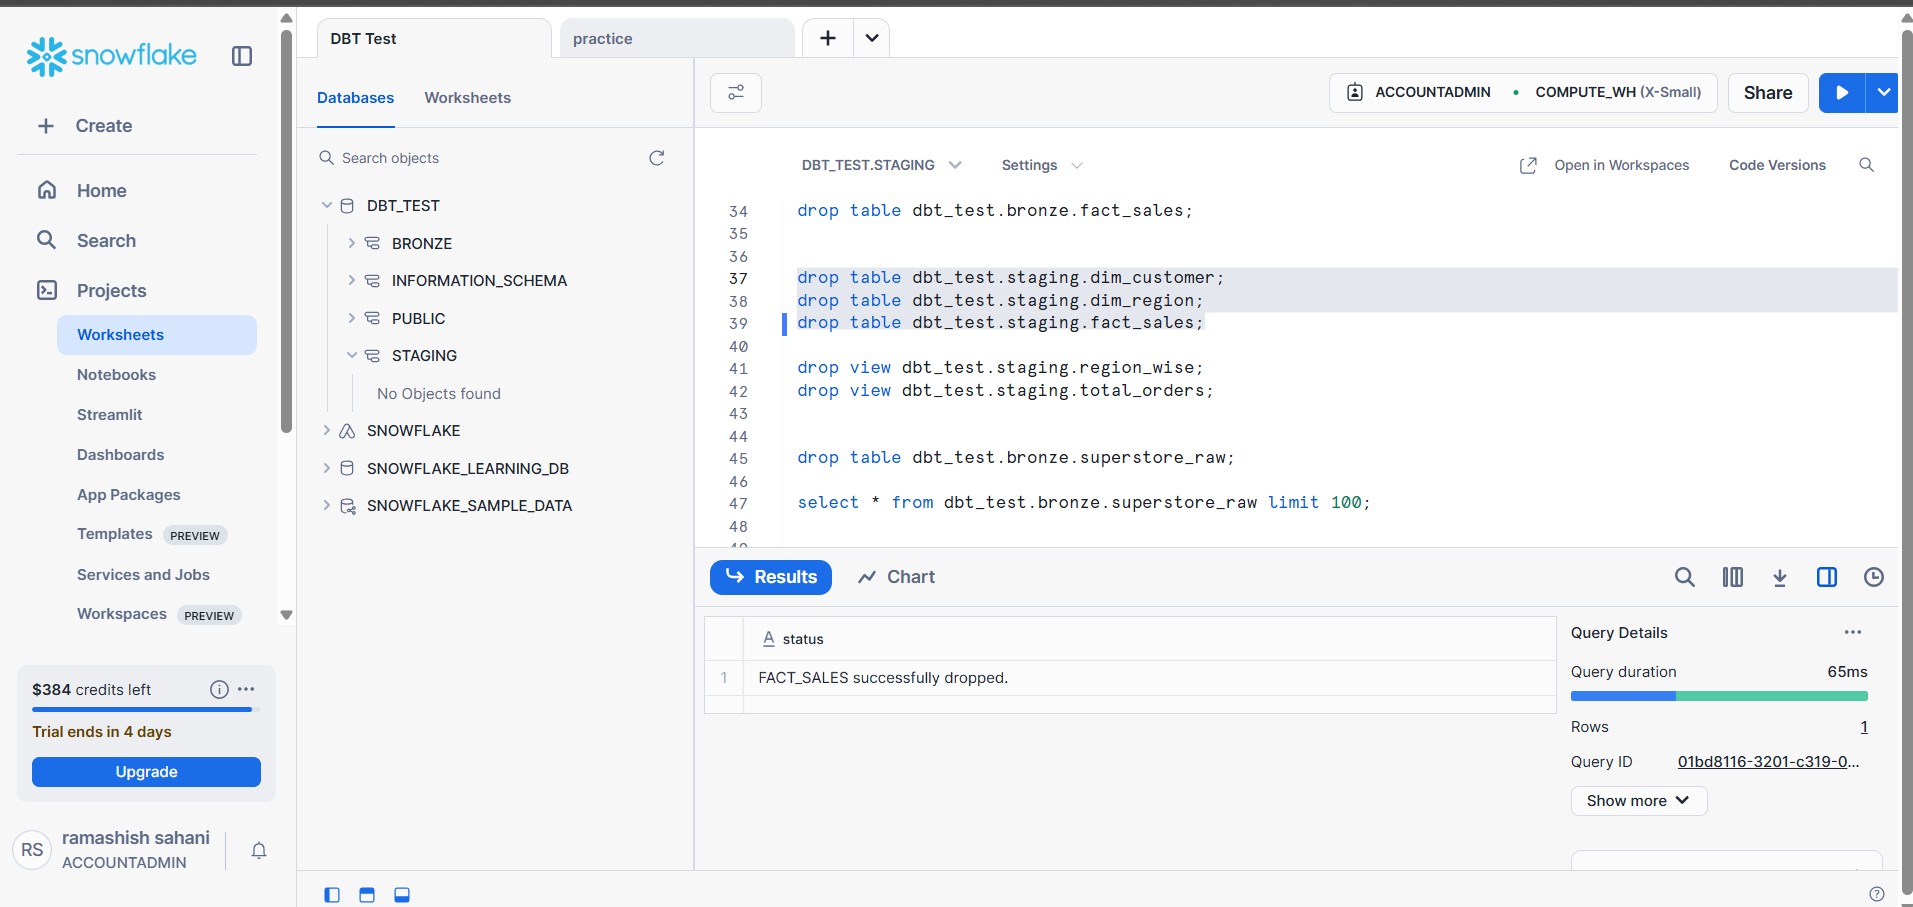 snowflake
Create
Home
Search
Projects
Worksheets
Notebooks
Streamlit
Dashboards
App Packages
Templates PREVIEW
Services and Jobs
Workspaces PREVIEW
$384 credits left
Trial ends in 4 days
Upgrade
RS
ramashish sahani
ACCOUNTADMIN
DBT Test
practice
Databases
Worksheets
Search objects
DBT_TEST
BRONZE
INFORMATION_SCHEMA
PUBLIC
STAGING
No Objects found
SNOWFLAKE
SNOWFLAKE_LEARNING_DB
SNOWFLAKE_SAMPLE_DATA
ACCOUNTADMIN • COMPUTE_WH (X-Small)
Share
DBT_TEST.STAGING
Settings
Open in Workspaces
Code Versions
34 drop table dbt_test.bronze.fact_sales;
35
36
37 drop table dbt_test.staging.dim_customer;
38 drop table dbt_test.staging.dim_region;
39 drop table dbt_test.staging.fact_sales;
40
41 drop view dbt_test.staging.region_wise;
42 drop view dbt_test.staging.total_orders;
43
44
45 drop table dbt_test.bronze.superstore_raw;
46
47 select * from dbt_test.bronze.superstore_raw limit 100;
48
Results
Chart
A status
1 FACT_SALES successfully dropped.
Query Details
...
Query duration 65ms
Rows 1
Query ID 01bd8116-3201-c319-0...
Show more